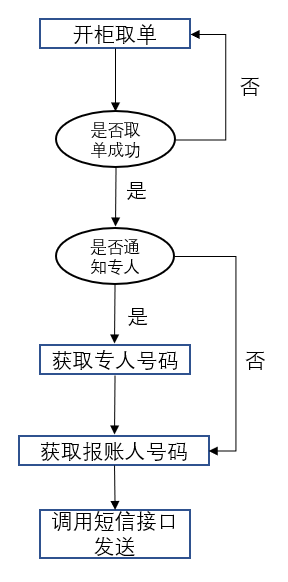 开柜取单
否
是否取
单成功
是
是否通
知专人
是
获取专人号码
否
获取报账人号码
调用短信接口
发送